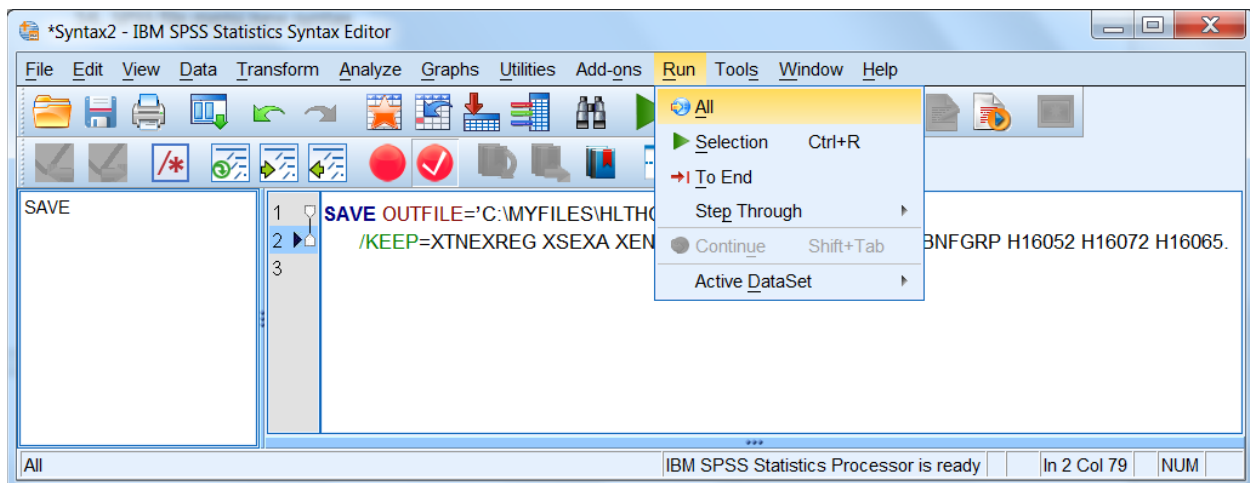 *Syntax2 - IBM SPSS Statistics Syntax Editor
File Edit View Data Transform Analyze Graphs Utilities Add-ons Run Tools Window Help
All
Selection Ctrl+R
To End
Step Through
Continue Shift+Tab
Active DataSet
SAVE
1 SAVE OUTFILE='C:\MYFILES\HLTH
2 /KEEP=XTNEXREG XSEXA XEN BNFGRP H16052 H16072 H16065.
3
All IBM SPSS Statistics Processor is ready In 2 Col 79 NUM